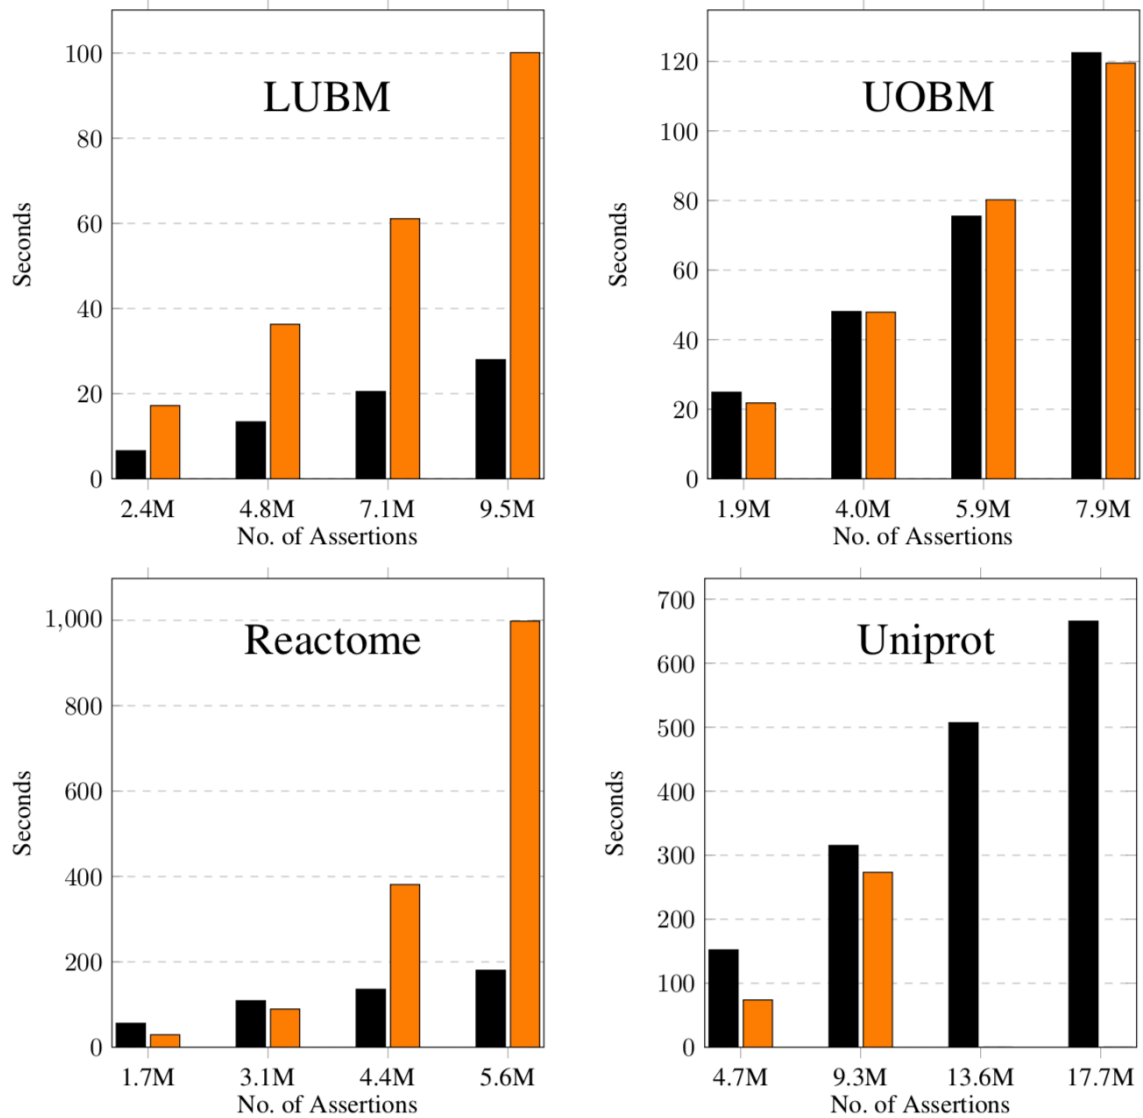 LUBM
Seconds
100
80
60
40
20
0
2.4M 4.8M 7.1M 9.5M
No. of Assertions
UOBM
Seconds
120
100
80
60
40
20
0
1.9M 4.0M 5.9M 7.9M
No. of Assertions
Reactome
Seconds
1,000
800
600
400
200
0
1.7M 3.1M 4.4M 5.6M
No. of Assertions
Uniprot
Seconds
700
600
500
400
300
200
100
0
4.7M 9.3M 13.6M 17.7M
No. of Assertions